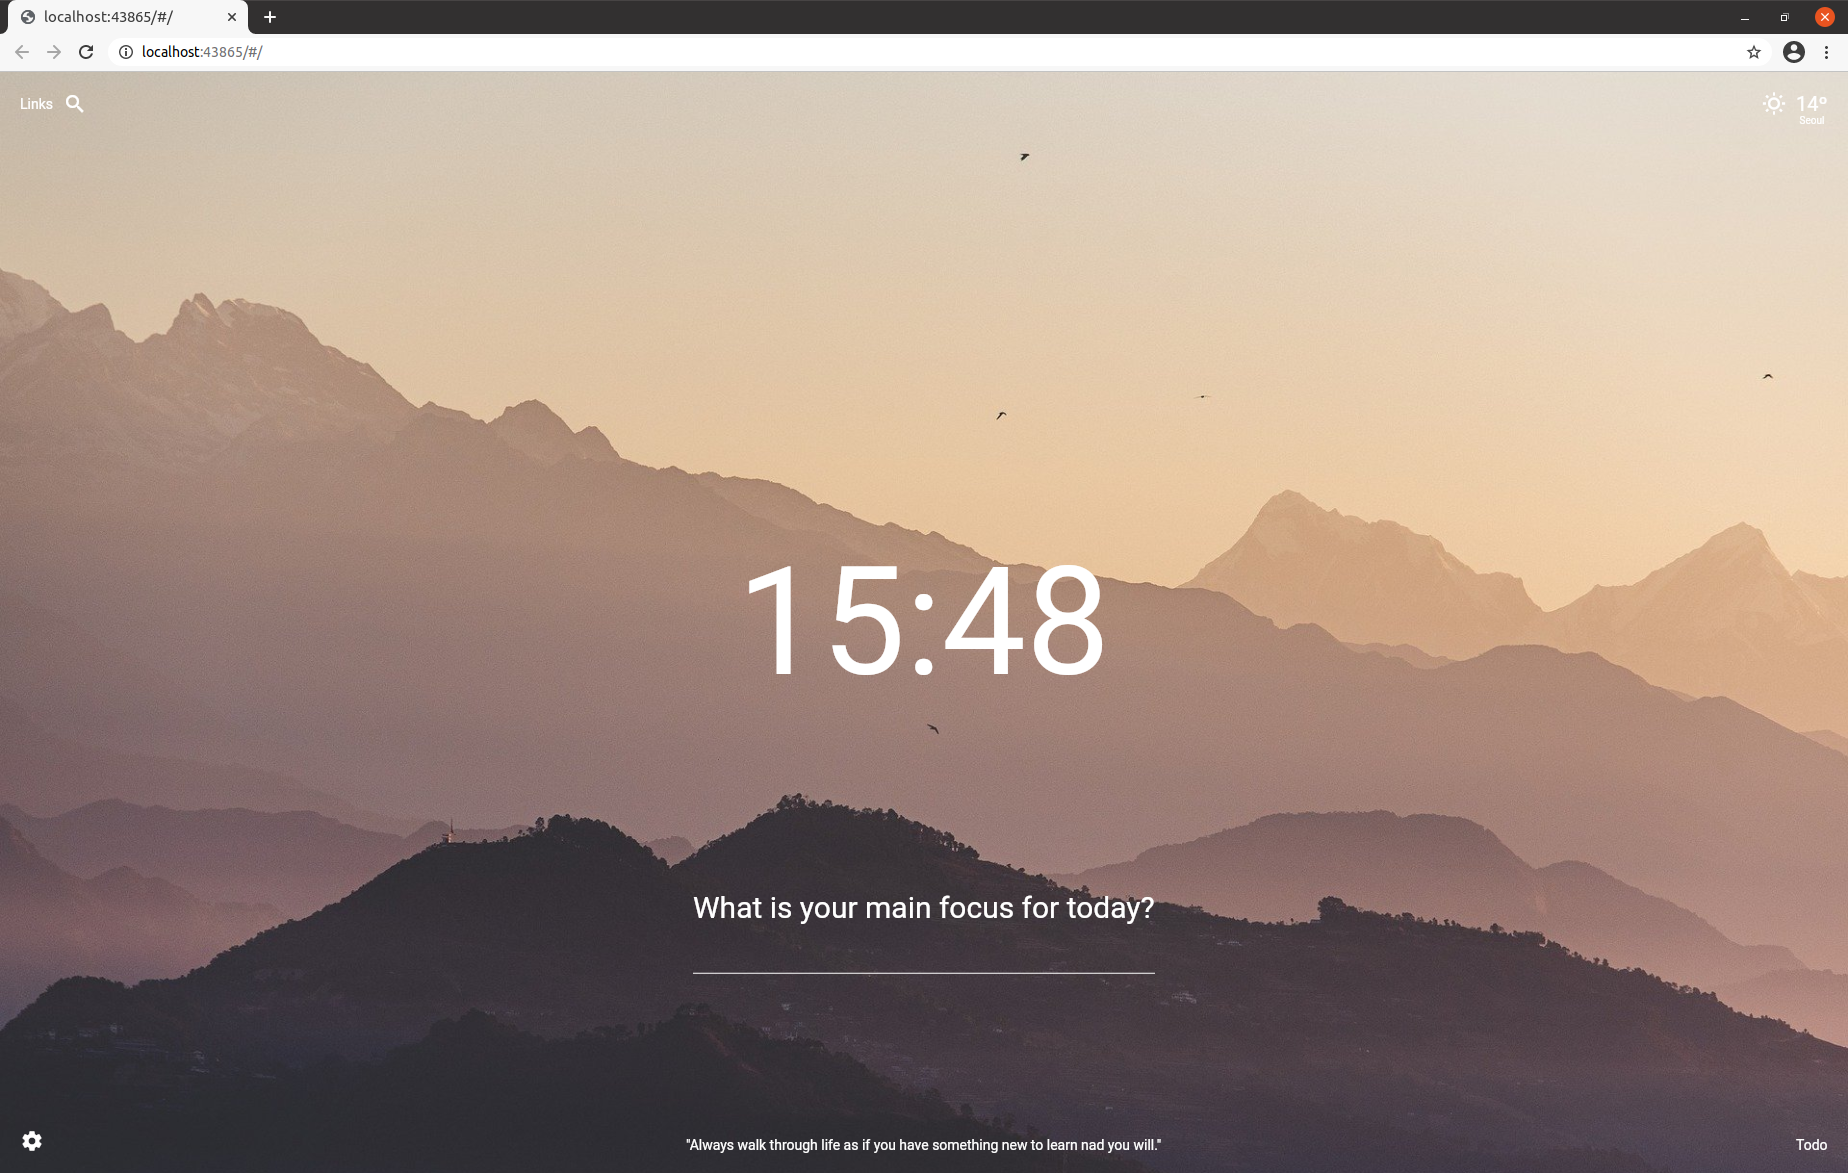 localhost:43865/#/
localhost:43865/#/
Links
14°
Seoul
15:48
What is your main focus for today?
"Always walk through life as if you have something new to learn nad you will."
Todo